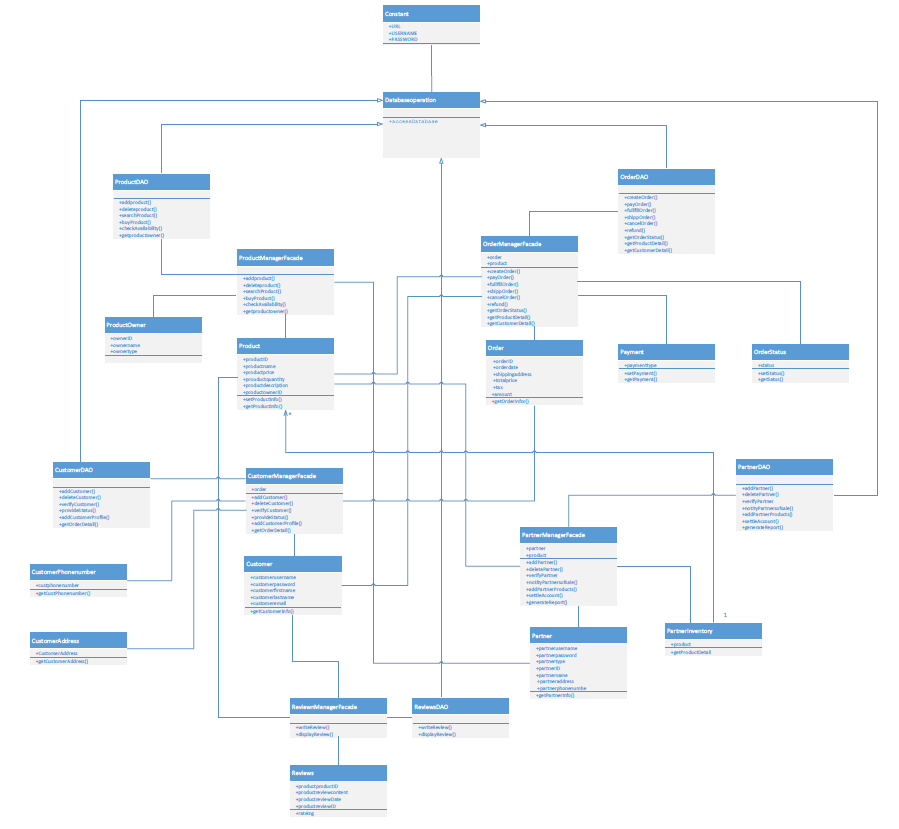 Constant
+URL
+USERNAME
+PASSWORD
Databaseoperation
+accessDatabase
ProductDAO
+addproduct()
+deleteproduct()
+searchProduct()
+buyProduct()
+checkAvailability()
+getproductowner()
OrderDAO
+createOrder()
+payOrder()
+fullfillOrder()
+shippOrder()
+cancelOrder()
+refund()
+getOrderStatus()
+getProductDetail()
+getCustomerDetail()
ProductManagerFacade
+addproduct()
+deleteproduct()
+searchProduct()
+buyProduct()
+checkAvailability()
+getproductowner()
OrderManagerFacade
+order
+product
+createOrder()
+payOrder()
+fullfillOrder()
+shippOrder()
+cancelOrder()
+refund()
+getOrderStatus()
+getProductDetail()
+getCustomerDetail()
ProductOwner
+ownerID
+ownername
+ownertype
Product
+productID
+productname
+productprice
+productquantity
+productdescription
+productownerID
+setProductInfo()
+getProductInfo()
*
Order
+orderID
+orderdate
+shippingaddress
+totalprice
+tax
+amount
+getOrderInfor()
Payment
+paymenttype
+setPayment()
+getPayment()
OrderStatus
+status
+setStatus()
+getStatus()
CustomerDAO
+addCustomer()
+deleteCustomer()
+verifyCustomer()
+provideStatus()
+addCustomerProfile()
+getOrderDetail()
CustomerManagerFacade
+order
+addCustomer()
+deleteCustomer()
+verifyCustomer()
+provideStatus()
+addCustomerProfile()
+getOrderDetail()
PartnerDAO
+addPartner()
+deletePartner()
+verifyPartner
+notityPartnersofsale()
+addPartnerProducts()
+settleAccount()
+generateReport()
PartnerManagerFacade
+partner
+product
+addPartner()
+deletePartner()
+verifyPartner
+notityPartnersofsale()
+addPartnerProducts()
+settleAccount()
+generateReport()
CustomerPhonenumber
+custphonenumber
+getCustPhonenumber()
Customer
+customerusername
+customerpassword
+customerfirstname
+customerlastname
+customeremail
+getCustomerInfo()
CustomerAddress
+CustomerAddress
+getCustomerAddress()
Partner
+partnerusername
+partnerpassword
+partnertype
+partnerID
+partnername
+partneraddress
+partnerphonenumbe
+getPartnerInfo()
1
PartnerInventory
+product
+getProductDetail
ReviewnManagerFacade
+writeReview()
+displayReview()
ReviewsDAO
+writeReview()
+displayReview()
Reviews
+productproductID
+productreviewcontent
+productreviewDate
+productreviewID
+rateing